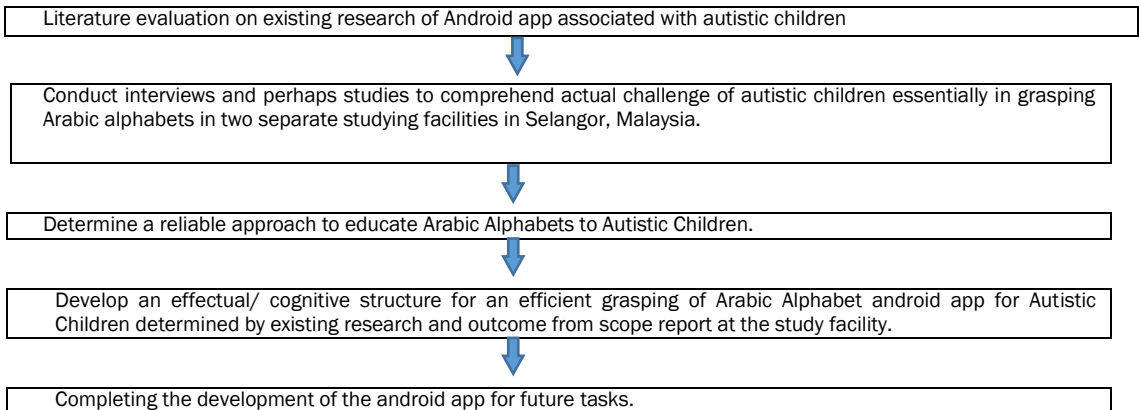 Literature evaluation on existing research of Android app associated with autistic children
Conduct interviews and perhaps studies to comprehend actual challenge of autistic children essentially in grasping
Arabic alphabets in two separate studying facilities in Selangor, Malaysia.
Determine a reliable approach to educate Arabic Alphabets to Autistic Children.
Develop an effectual/ cognitive structure for an efficient grasping of Arabic Alphabet android app for Autistic
Children determined by existing research and outcome from scope report at the study facility.
Completing the development of the android app for future tasks.